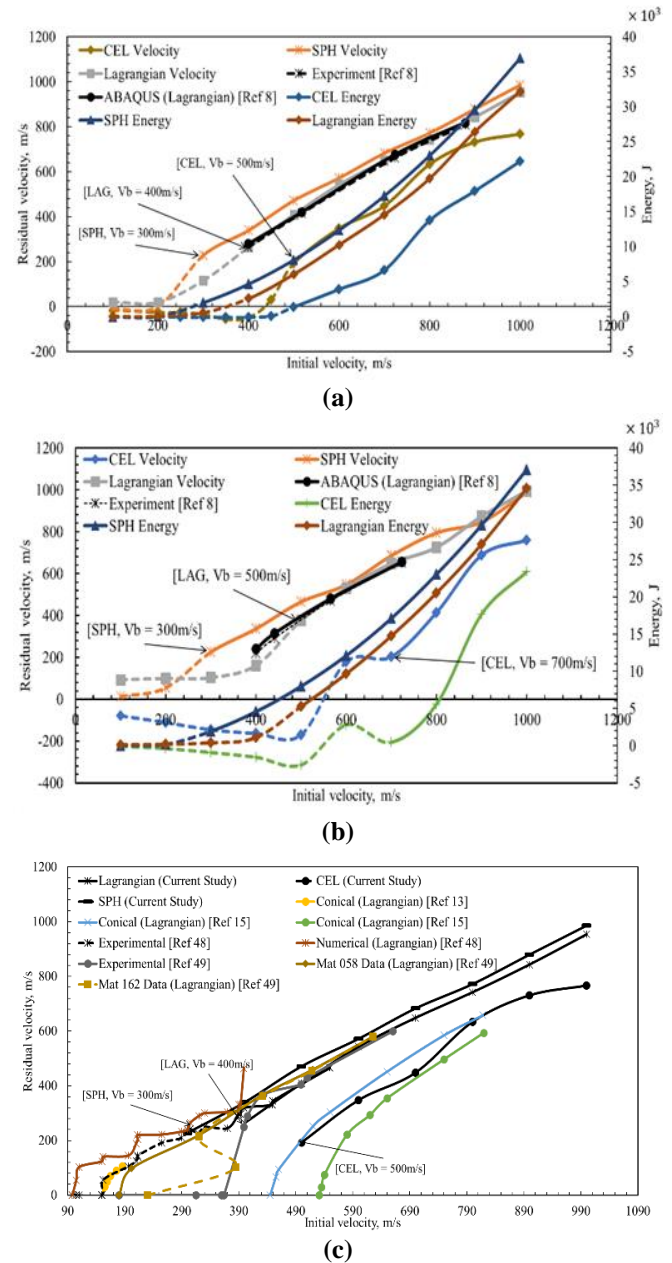 × 10³
1200
40
CEL Velocity
SPH Velocity
1000
35
Lagrangian Velocity
Experiment [Ref 8]
30
ABAQUS (Lagrangian) [Ref 8]
CEL Energy
800
25
SPH Energy
Lagrangian Energy
600
20
[CEL, Vb = 500m/s]
15
400
[LAG, Vb = 400m/s]
10
[SPH, Vb= 300m/s]
200
5
0
0
0
200
400
600
800
1000
1200
-200
-5
Residual velocity, m/s
Energy, J
Initial velocity, m/s
(a)
× 10³
1200
40
CEL Velocity
SPH Velocity
1000
35
Lagrangian Velocity
ABAQUS (Lagrangian) [Ref 8]
Experiment [Ref 8]
CEL Energy
30
800
SPH Energy
Lagrangian Energy
25
600
[LAG, Vb = 500m/s]
20
400
[SPH, Vb = 300m/s]
15
200
[CEL, Vb = 700m/s]
10
0
5
0
200
400
600
800
1000
1200
-200
0
-400
-5
Residual velocity, m/s
Energy, J
Initial velocity, m/s
(b)
1200
Lagrangian (Current Study)
CEL (Current Study)
SPH (Current Study)
Conical (Lagrangian) [Ref 13]
1000
Conical (Lagrangian) [Ref 15]
Conical (Lagrangian) [Ref 15]
Experimental [Ref 48]
Numerical (Lagrangian) [Ref 48]
800
Experimental [Ref 49]
Mat 058 Data (Lagrangian) [Ref 49]
Mat 162 Data (Lagrangian) [Ref 49]
600
[LAG, Vb = 400m/s]
400
[SPH, Vb = 300m/s]
200
[CEL, Vb = 500m/s]
0
90
190
290
390
490
590
690
790
890
990
1090
Residual velocity, m/s
Initial velocity, m/s
(c)